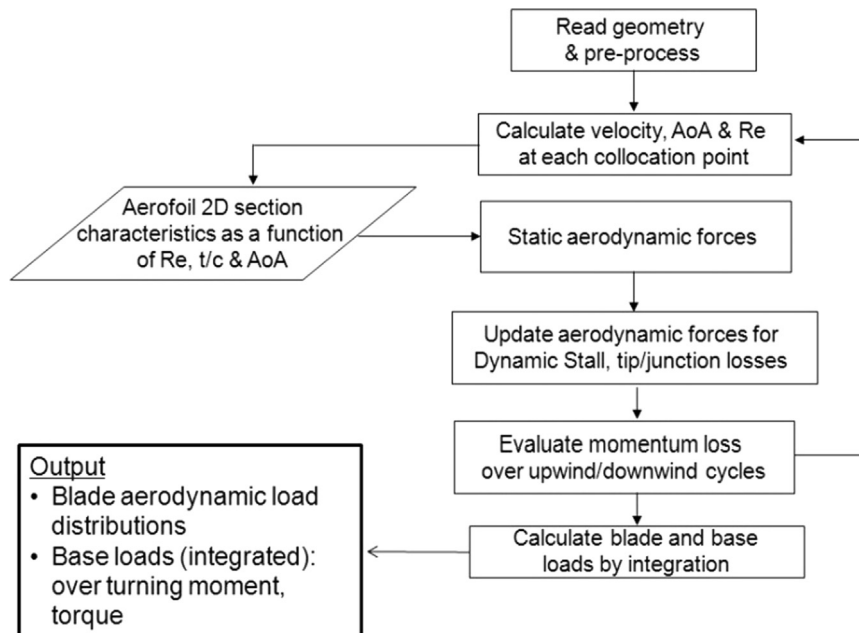 Read geometry
& pre-process
Calculate velocity, AoA & Re
at each collocation point
Aerofoil 2D section
characteristics as a function
of Re, t/c & AoA
Static aerodynamic forces
Update aerodynamic forces for
Dynamic Stall, tip/junction losses
Evaluate momentum loss
over upwind/downwind cycles
Calculate blade and base
loads by integration
Output
• Blade aerodynamic load
distributions
• Base loads (integrated):
over turning moment,
torque